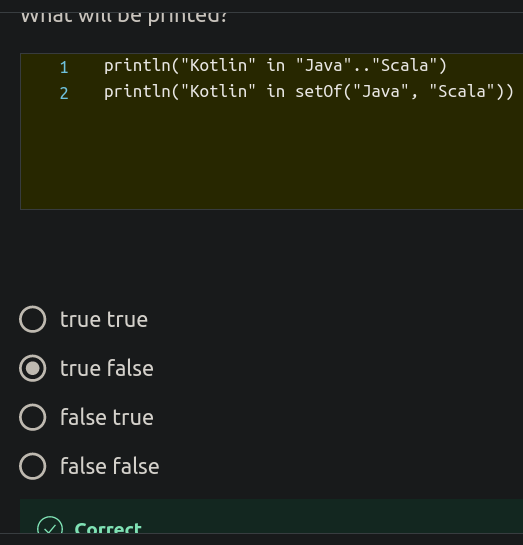 What will be printed?
1 println("Kotlin" in "Java".."Scala")
2 println("Kotlin" in setOf("Java", "Scala"))
true true
true false
false true
false false
Correct